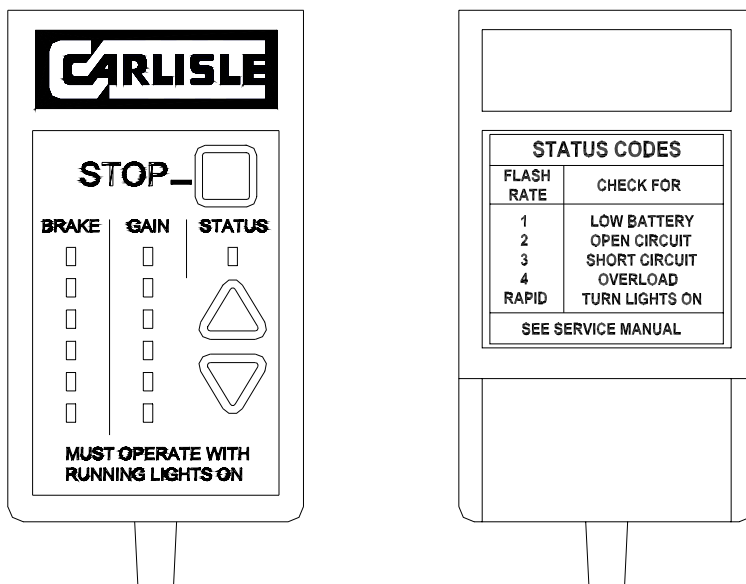 CARLISLE
STOP
BRAKE GAIN STATUS
MUST OPERATE WITH
RUNNING LIGHTS ON
STATUS CODES
FLASH RATE CHECK FOR
1 LOW BATTERY
2 OPEN CIRCUIT
3 SHORT CIRCUIT
4 OVERLOAD
RAPID TURN LIGHTS ON
SEE SERVICE MANUAL